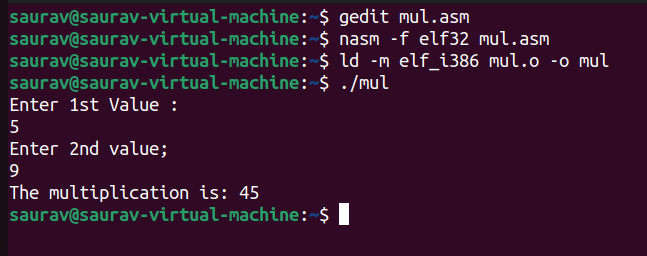 saurav@saurav-virtual-machine:~$ gedit mul.asm
saurav@saurav-virtual-machine:~$ nasm -f elf32 mul.asm
saurav@saurav-virtual-machine:~$ ld -m elf_i386 mul.o -o mul
saurav@saurav-virtual-machine:~$ ./mul
Enter 1st Value :
5
Enter 2nd value;
9
The multiplication is: 45
saurav@saurav-virtual-machine:~$